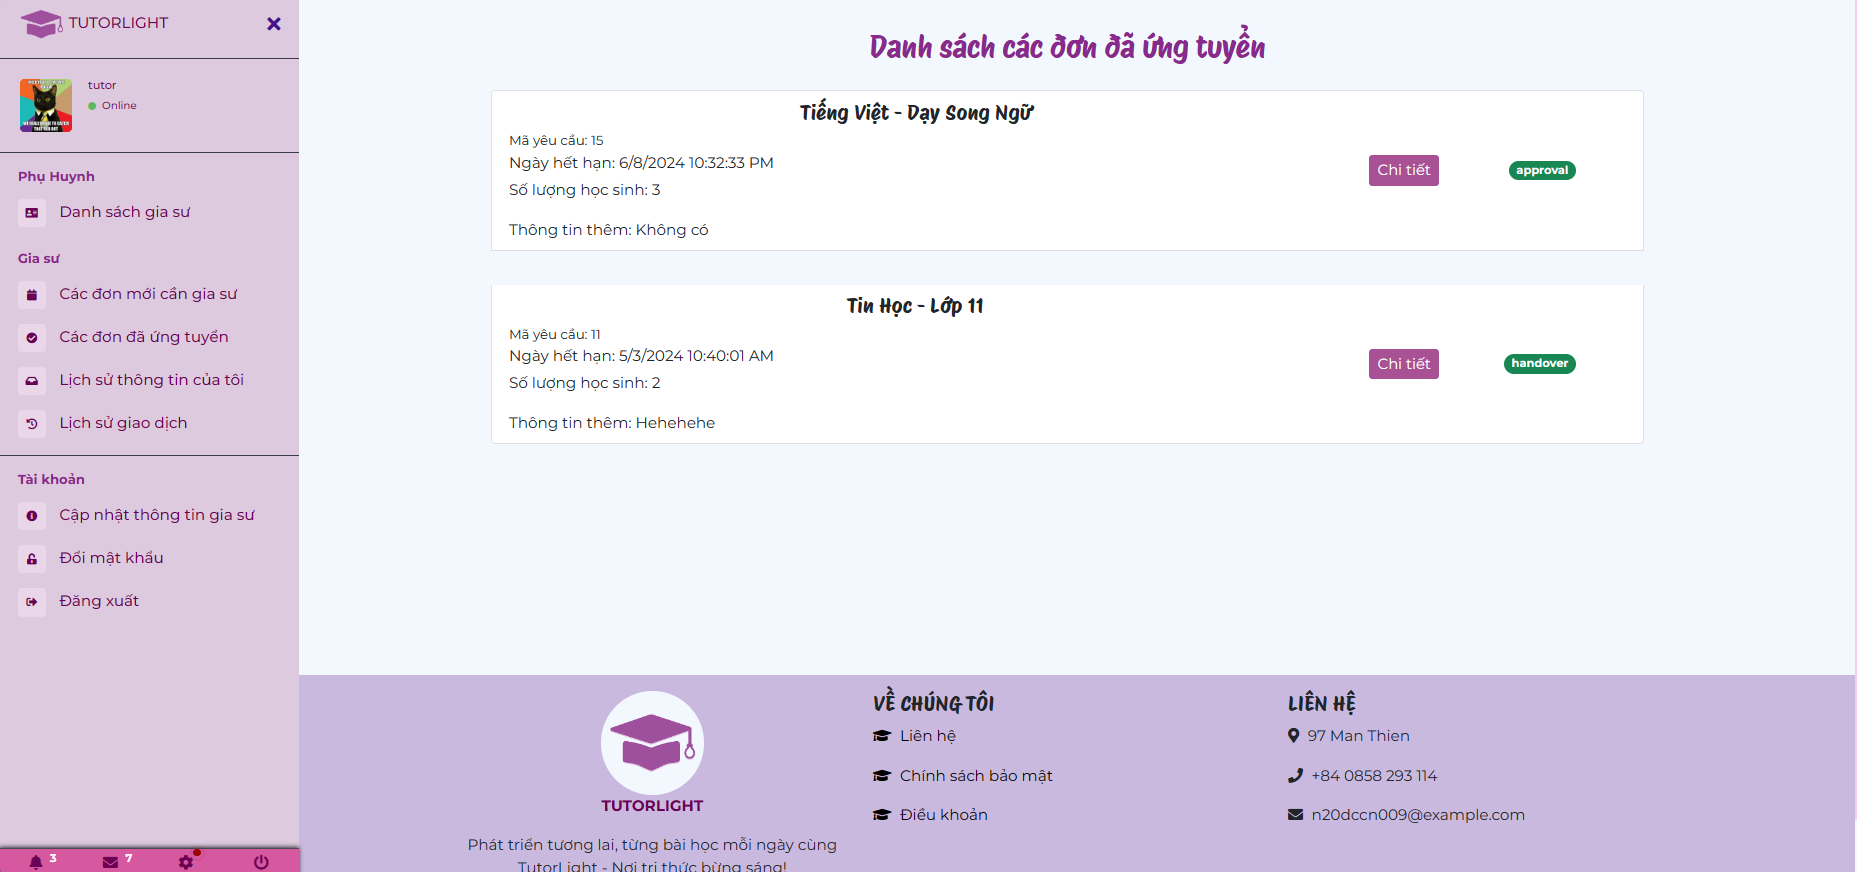 TUTORLIGHT
tutor
Online
Phụ Huynh
Danh sách gia sư
Gia sư
Các đơn mới cần gia sư
Các đơn đã ứng tuyển
Lịch sử thông tin của tôi
Lịch sử giao dịch
Tài khoản
Cập nhật thông tin gia sư
Đổi mật khẩu
Đăng xuất
3
7
Danh sách các đơn đã ứng tuyển
Tiếng Việt - Dạy Song Ngữ
Mã yêu cầu: 15
Ngày hết hạn: 6/8/2024 10:32:33 PM
Số lượng học sinh: 3
Thông tin thêm: Không có
Chi tiết
approval
Tin Học - Lớp 11
Mã yêu cầu: 11
Ngày hết hạn: 5/3/2024 10:40:01 AM
Số lượng học sinh: 2
Thông tin thêm: Hehehehe
Chi tiết
handover
TUTORLIGHT
Phát triển tương lai, từng bài học mỗi ngày cùng
TutorLight - Nơi tri thức bừng sáng!
VỀ CHÚNG TÔI
Liên hệ
Chính sách bảo mật
Điều khoản
LIÊN HỆ
97 Man Thien
+84 0858 293 114
n20dccn009@example.com